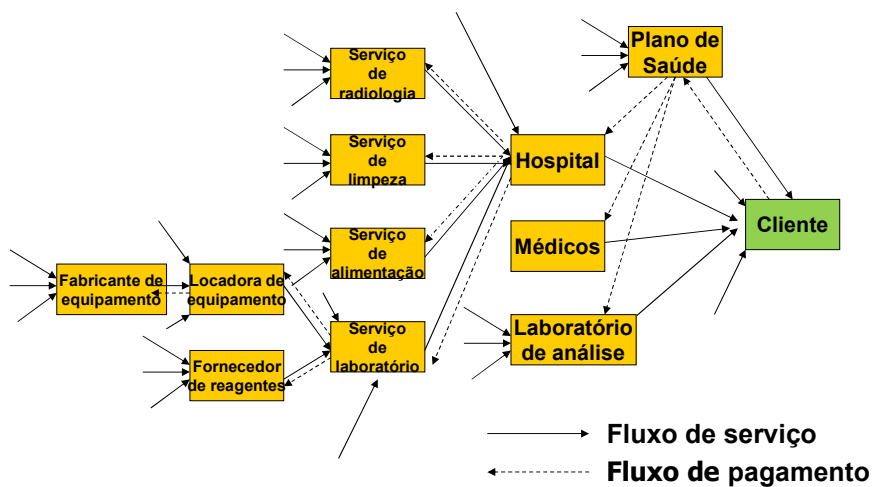 Serviço
de
radiologia
Plano de
Saúde
Serviço
de
limpeza
Hospital
Cliente
Serviço
de
alimentação
Médicos
Fabricante de
equipamento
Locadora de
equipamento
Serviço
de
laboratório
Laboratório
de análise
Fornecedor
de reagentes
Fluxo de serviço
Fluxo de pagamento